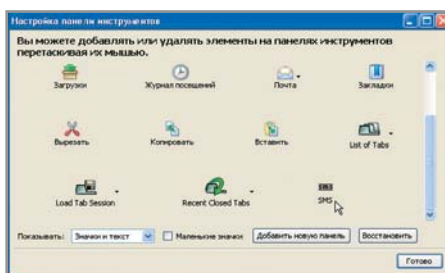 Настройка панели инструментов
Вы можете добавлять или удалять элементы на панелях инструментов
перетаскивая их мышью.
Загрузки Журнал посещений Почта Закладки
Вырезать Копировать Вставить List of Tabs
Load Tab Session Recent Closed Tabs SMS
Показывать: Значки и текст Маленькие значки Добавить новую панель Восстановить
Готово